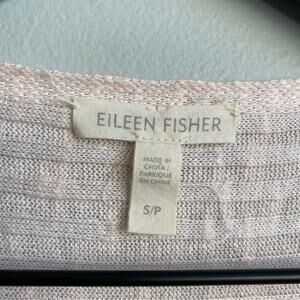 EILEEN FISHER
MADE IN
CHINA/
FABRIQUÉ
EN CHINE
S/P